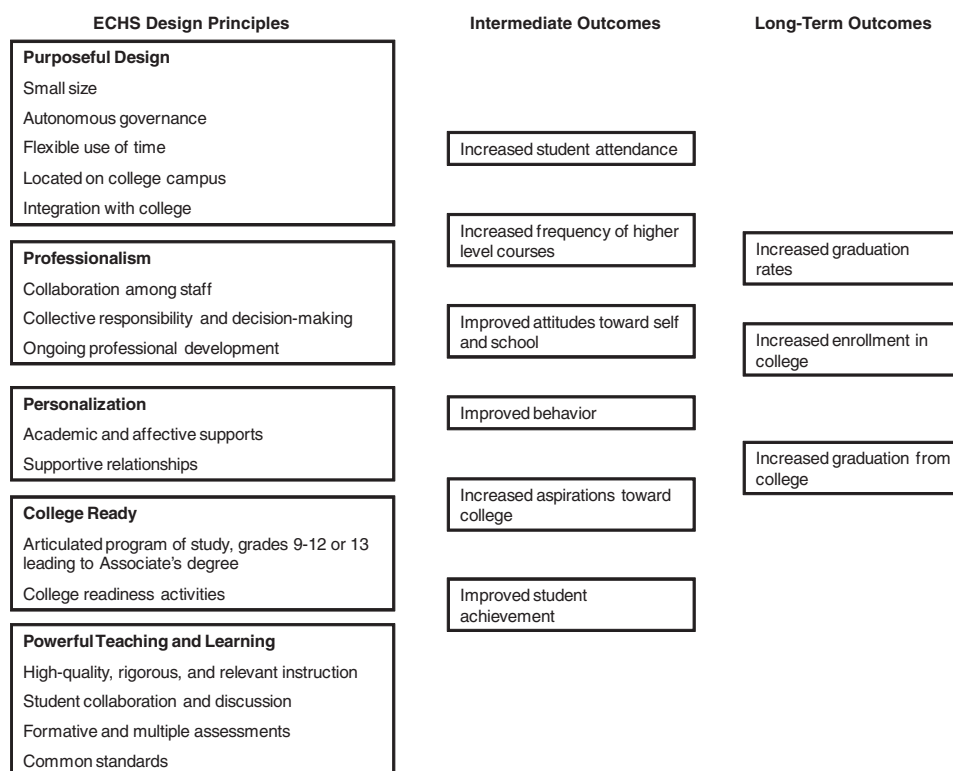 ECHS Design Principles
Purposeful Design
Small size
Autonomous governance
Flexible use of time
Located on college campus
Integration with college
Professionalism
Collaboration among staff
Collective responsibility and decision-making
Ongoing professional development
Personalization
Academic and affective supports
Supportive relationships
College Ready
Articulated program of study, grades 9-12 or 13
leading to Associate's degree
College readiness activities
Powerful Teaching and Learning
High-quality, rigorous, and relevant instruction
Student collaboration and discussion
Formative and multiple assessments
Common standards
Intermediate Outcomes
Increased student attendance
Increased frequency of higher
level courses
Improved attitudes toward self
and school
Improved behavior
Increased aspirations toward
college
Improved student
achievement
Long-Term Outcomes
Increased graduation
rates
Increased enrollment in
college
Increased graduation from
college